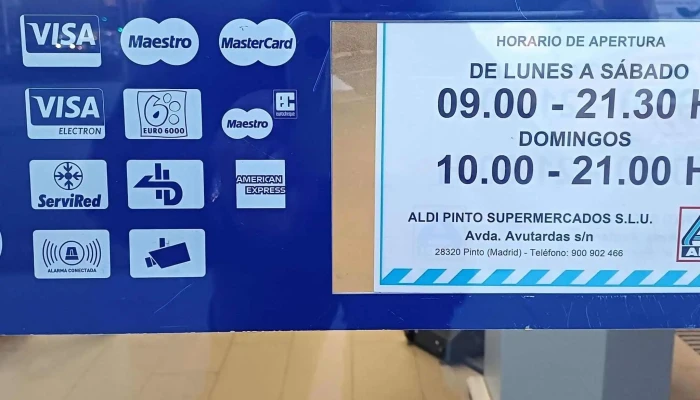 VISA
Maestro
MasterCard
VISA
ELECTRON
EURO 6000
Maestro
ServiRed
4B
AMERICAN
EXPRESS
ALARMA CONECTADA
HORARIO DE APERTURA
DE LUNES A SÁBADO
09.00 - 21.30 H
DOMINGOS
10.00 - 21.00 H
ALDI PINTO SUPERMERCADOS S.L.U.
Avda. Avutardas s/n
28320 Pinto (Madrid) - Teléfono: 900 902 466